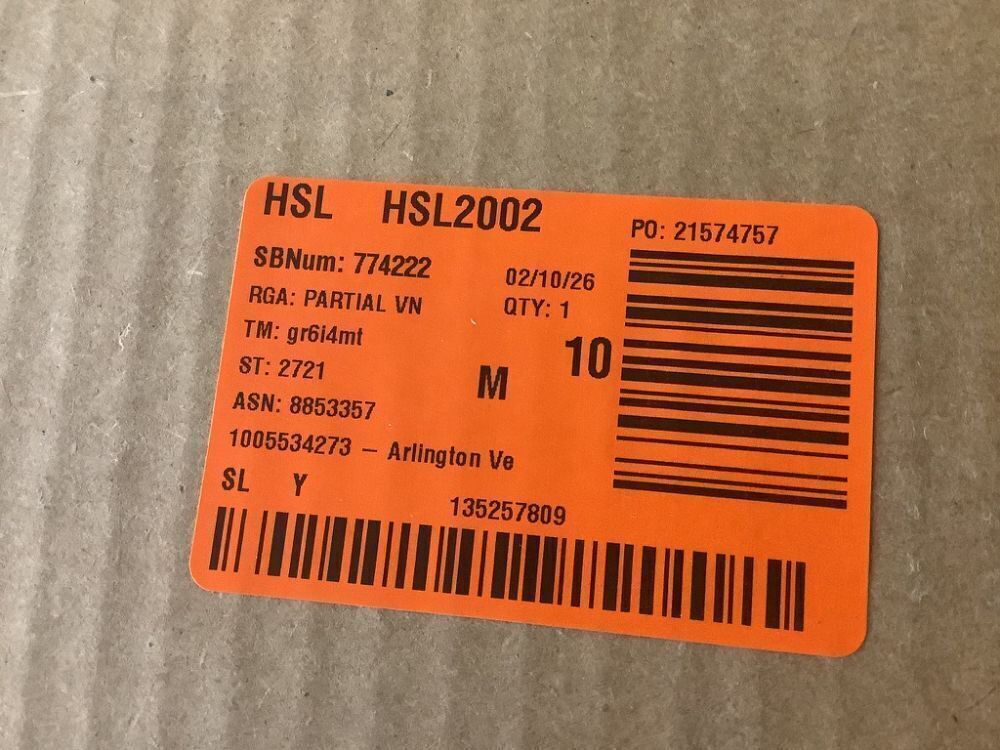 HSL HSL2002
PO: 21574757
SBNum: 774222
02/10/26
RGA: PARTIAL VN
QTY: 1
TM: gr6i4mt
10
ST: 2721
M
ASN: 8853357
1005534273 – Arlington Ve
SL Y
135257809